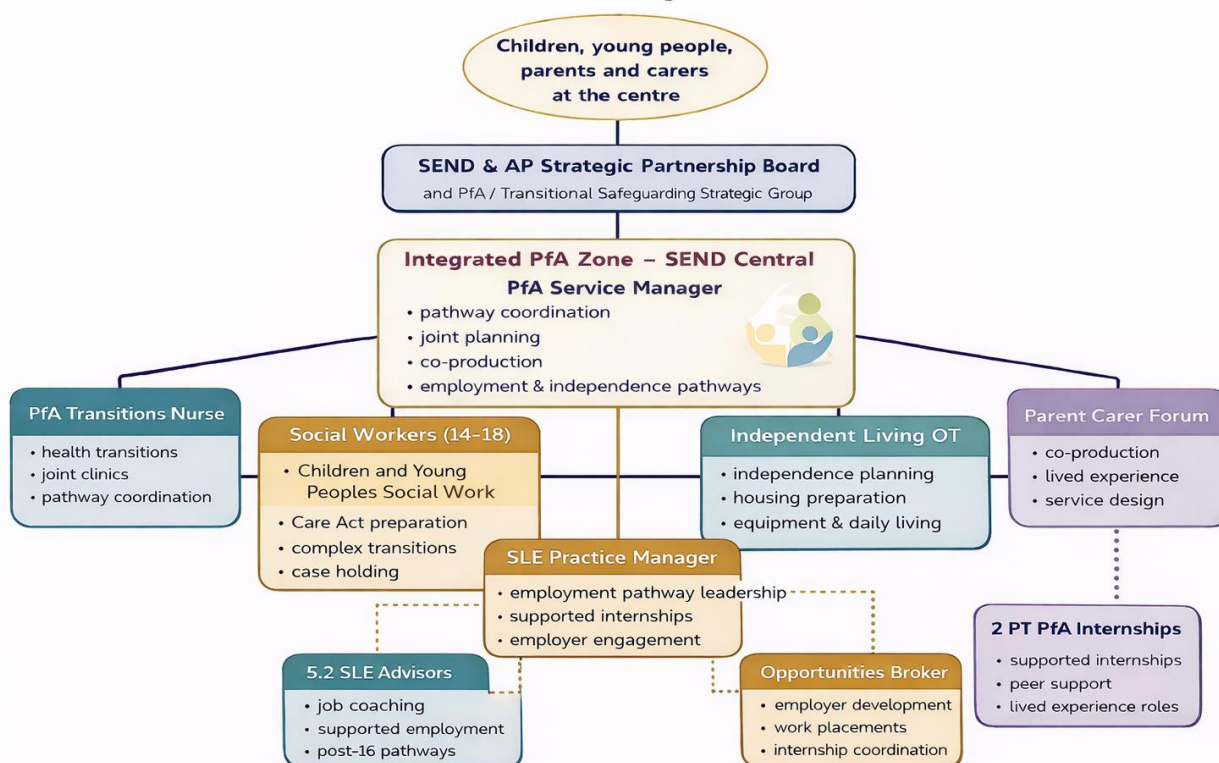 Children, young people,
parents and carers
at the centre
SEND & AP Strategic Partnership Board
and PfA / Transitional Safeguarding Strategic Group
Integrated PfA Zone – SEND Central
PfA Service Manager
• pathway coordination
• joint planning
• co-production
• employment & independence pathways
PfA Transitions Nurse
• health transitions
• joint clinics
• pathway coordination
Social Workers (14–18)
• Children and Young
Peoples Social Work
• Care Act preparation
• complex transitions
• case holding
Independent Living OT
• independence planning
• housing preparation
• equipment & daily living
Parent Carer Forum
• co-production
• lived experience
• service design
SLE Practice Manager
• employment pathway leadership
• supported internships
• employer engagement
5.2 SLE Advisors
• job coaching
• supported employment
• post-16 pathways
Opportunities Broker
• employer development
• work placements
• internship coordination
2 PT PfA Internships
• supported internships
• peer support
• lived experience roles